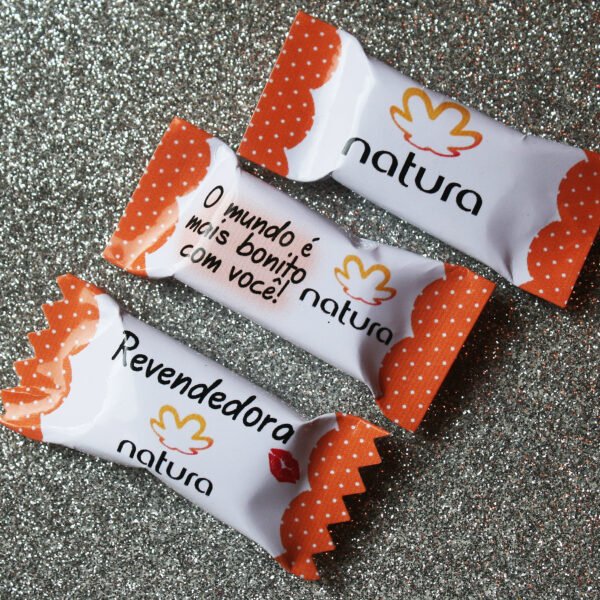 natura
O mundo é
mais bonito
com você!
natura
Revendedora
natura